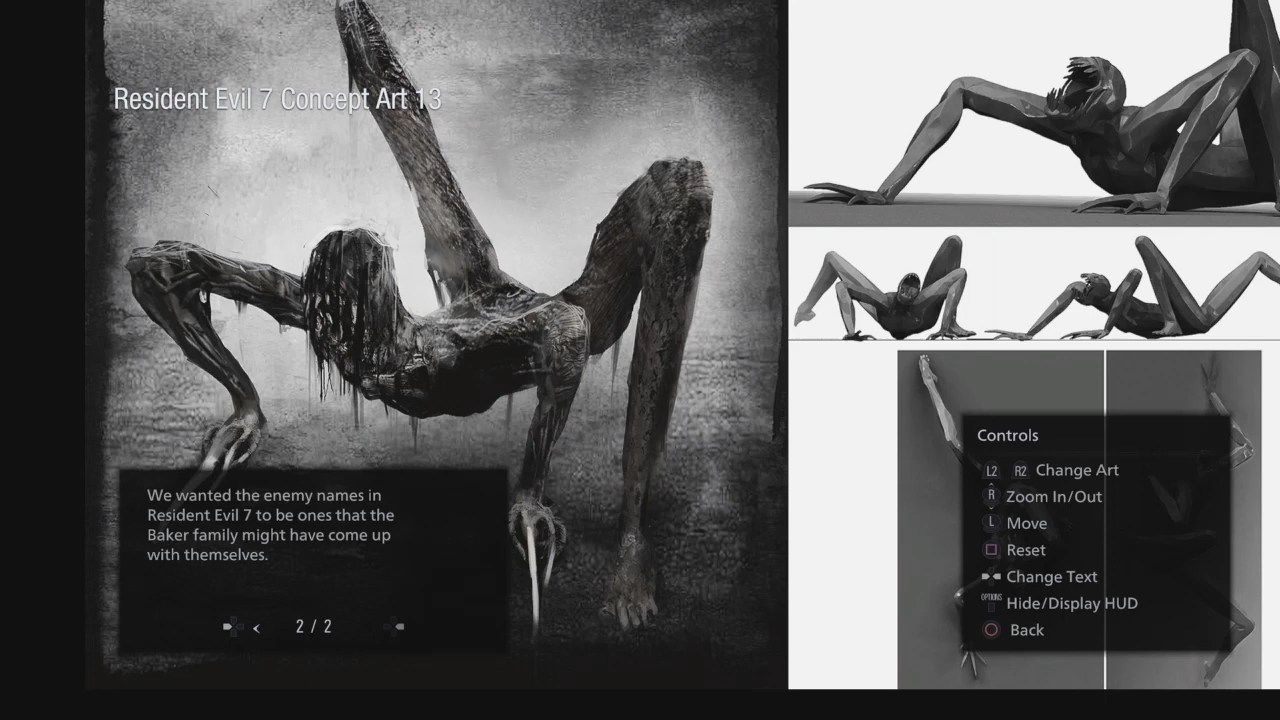 Resident Evil 7 Concept Art 13
We wanted the enemy names in
Resident Evil 7 to be ones that the
Baker family might have come up
with themselves.
2 / 2
Controls
L2 R2 Change Art
R Zoom In/Out
L Move
Reset
Change Text
OPTIONS Hide/Display HUD
Back